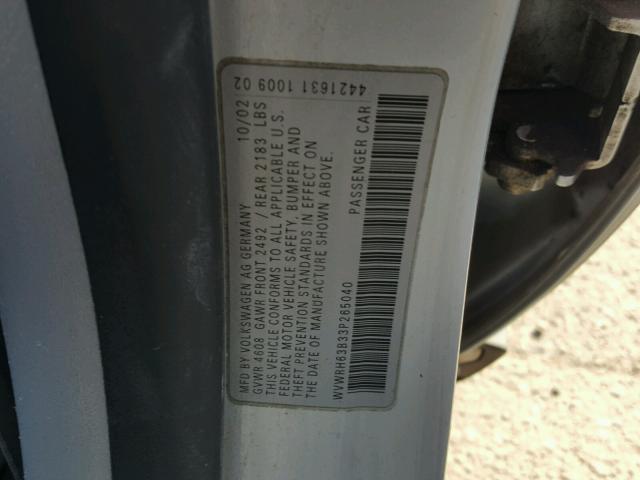 MFD BY VOLKSWAGEN AG GERMANY 10/02
GVWR 4608 GAWR FRONT 2492 / REAR 2183 LBS
THIS VEHICLE CONFORMS TO ALL APPLICABLE U.S.
FEDERAL MOTOR VEHICLE SAFETY, BUMPER AND
THEFT PREVENTION STANDARDS IN EFFECT ON
THE DATE OF MANUFACTURE SHOWN ABOVE.
WVWRH63B33P265040 PASSENGER CAR
4421631 1009 02